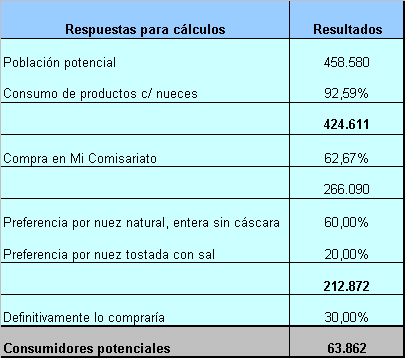 Respuestas para cálculos Resultados
Población potencial 458.580
Consumo de productos c/ nueces 92,59%
424.611
Compra en Mi Comisariato 62,67%
266.090
Preferencia por nuez natural, entera sin cáscara 60,00%
Preferencia por nuez tostada con sal 20,00%
212.872
Definitivamente lo compraría 30,00%
Consumidores potenciales 63.862